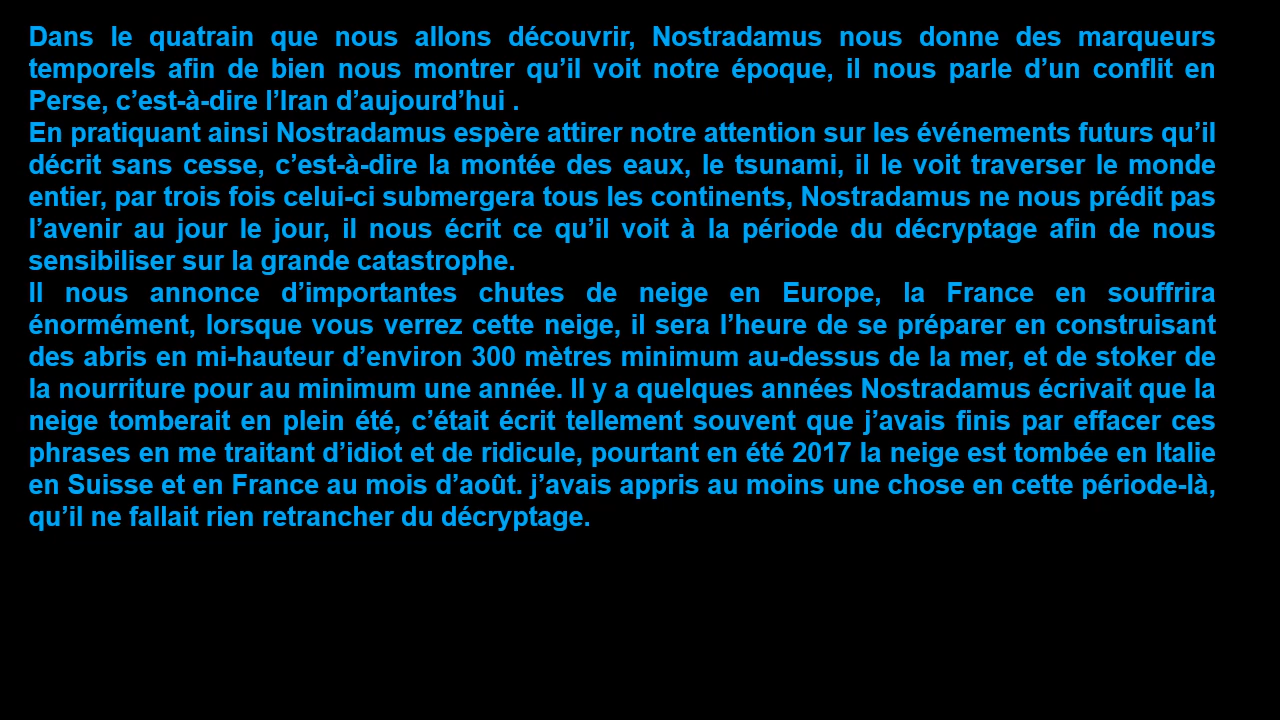 Dans le quatrain que nous allons découvrir, Nostradamus nous donne des marqueurs
temporels afin de bien nous montrer qu’il voit notre époque, il nous parle d’un conflit en
Perse, c’est-à-dire l’Iran d’aujourd’hui .
En pratiquant ainsi Nostradamus espère attirer notre attention sur les événements futurs qu’il
décrit sans cesse, c’est-à-dire la montée des eaux, le tsunami, il le voit traverser le monde
entier, par trois fois celui-ci submergera tous les continents, Nostradamus ne nous prédit pas
l’avenir au jour le jour, il nous écrit ce qu’il voit à la période du décryptage afin de nous
sensibiliser sur la grande catastrophe.
Il nous annonce d’importantes chutes de neige en Europe, la France en souffrira
énormément, lorsque vous verrez cette neige, il sera l’heure de se préparer en construisant
des abris en mi-hauteur d’environ 300 mètres minimum au-dessus de la mer, et de stoker de
la nourriture pour au minimum une année. Il y a quelques années Nostradamus écrivait que la
neige tomberait en plein été, c’était écrit tellement souvent que j’avais finis par effacer ces
phrases en me traitant d’idiot et de ridicule, pourtant en été 2017 la neige est tombée en Italie
en Suisse et en France au mois d’août. j’avais appris au moins une chose en cette période-là,
qu’il ne fallait rien retrancher du décryptage.